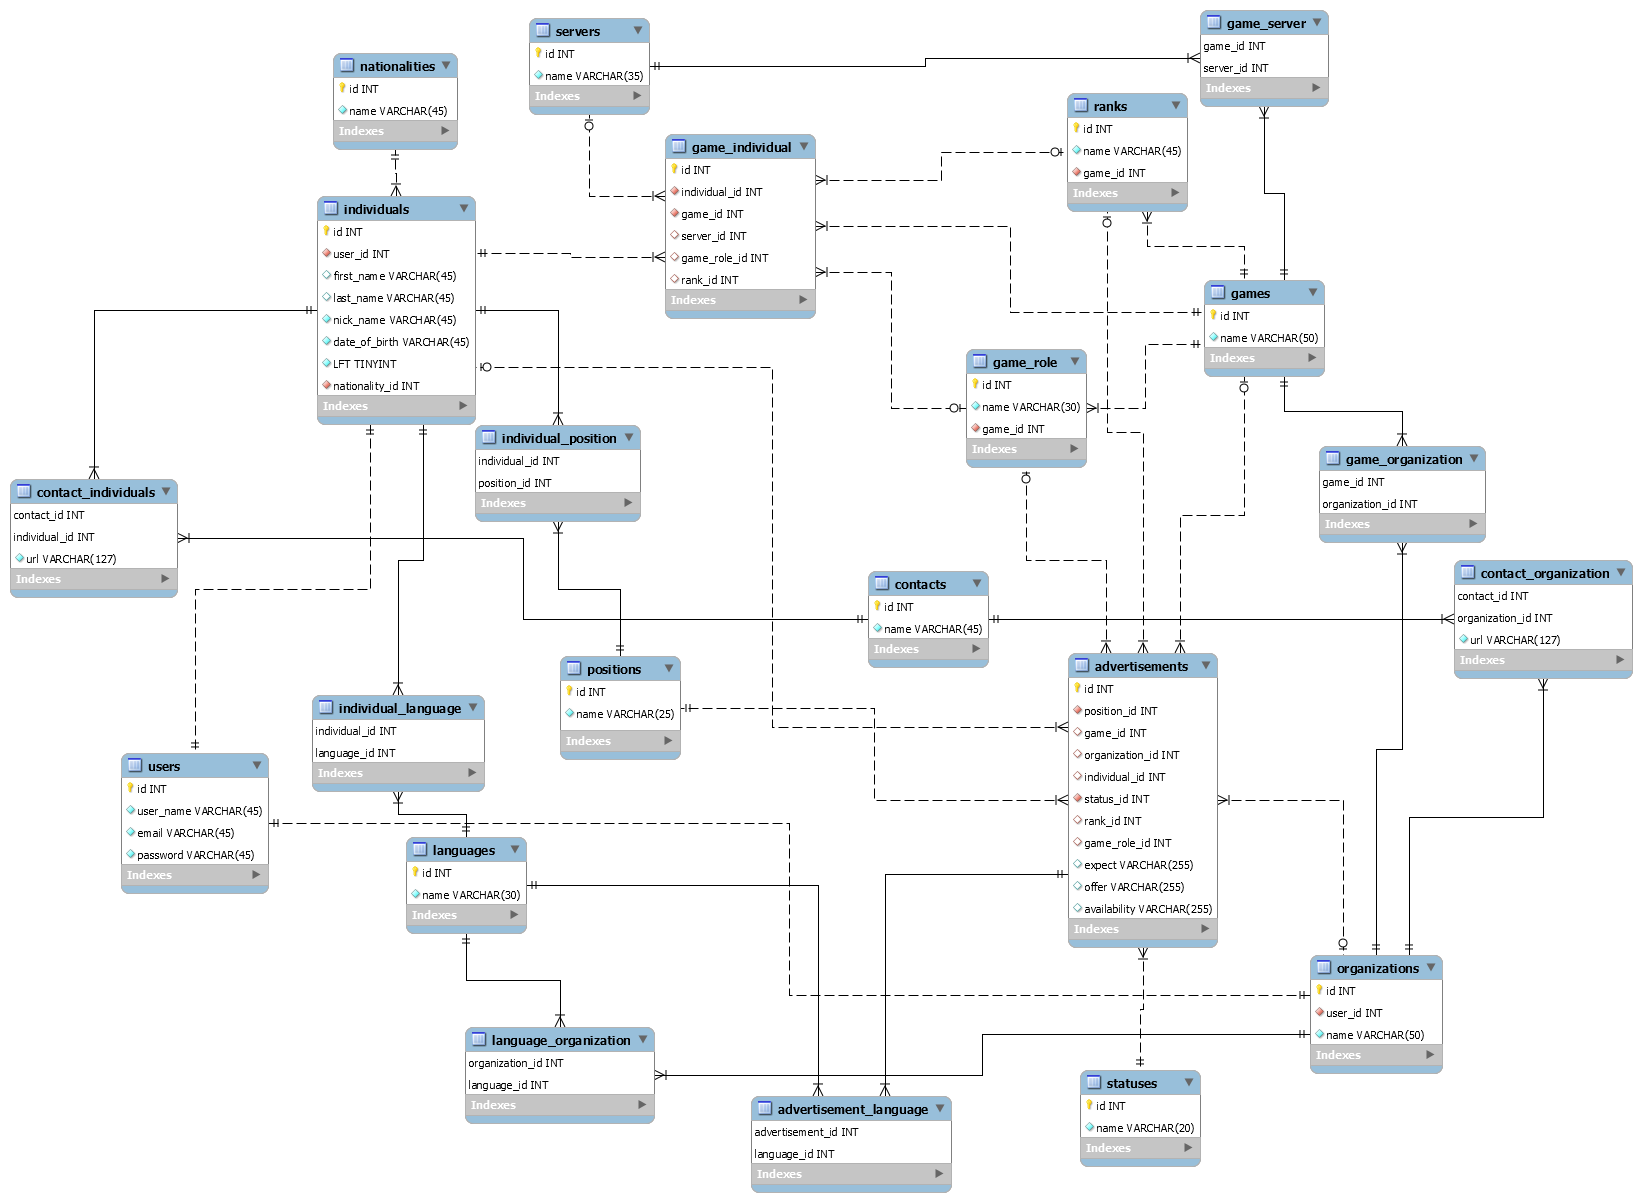 servers
id INT
name VARCHAR(35)
Indexes
game_server
game_id INT
server_id INT
Indexes
nationalities
id INT
name VARCHAR(45)
Indexes
ranks
id INT
name VARCHAR(45)
game_id INT
Indexes
game_individual
id INT
individual_id INT
game_id INT
server_id INT
game_role_id INT
rank_id INT
Indexes
individuals
id INT
user_id INT
first_name VARCHAR(45)
last_name VARCHAR(45)
nick_name VARCHAR(45)
date_of_birth VARCHAR(45)
LFT TINYINT
nationality_id INT
Indexes
games
id INT
name VARCHAR(50)
Indexes
game_role
id INT
name VARCHAR(30)
game_id INT
Indexes
individual_position
individual_id INT
position_id INT
Indexes
game_organization
game_id INT
organization_id INT
Indexes
contact_individuals
contact_id INT
individual_id INT
url VARCHAR(127)
Indexes
contacts
id INT
name VARCHAR(45)
Indexes
contact_organization
contact_id INT
organization_id INT
url VARCHAR(127)
Indexes
positions
id INT
name VARCHAR(25)
Indexes
advertisements
id INT
position_id INT
game_id INT
organization_id INT
individual_id INT
status_id INT
rank_id INT
game_role_id INT
expect VARCHAR(255)
offer VARCHAR(255)
availability VARCHAR(255)
Indexes
individual_language
individual_id INT
language_id INT
Indexes
users
id INT
user_name VARCHAR(45)
email VARCHAR(45)
password VARCHAR(45)
Indexes
languages
id INT
name VARCHAR(30)
Indexes
organizations
id INT
user_id INT
name VARCHAR(50)
Indexes
language_organization
organization_id INT
language_id INT
Indexes
statuses
id INT
name VARCHAR(20)
Indexes
advertisement_language
advertisement_id INT
language_id INT
Indexes